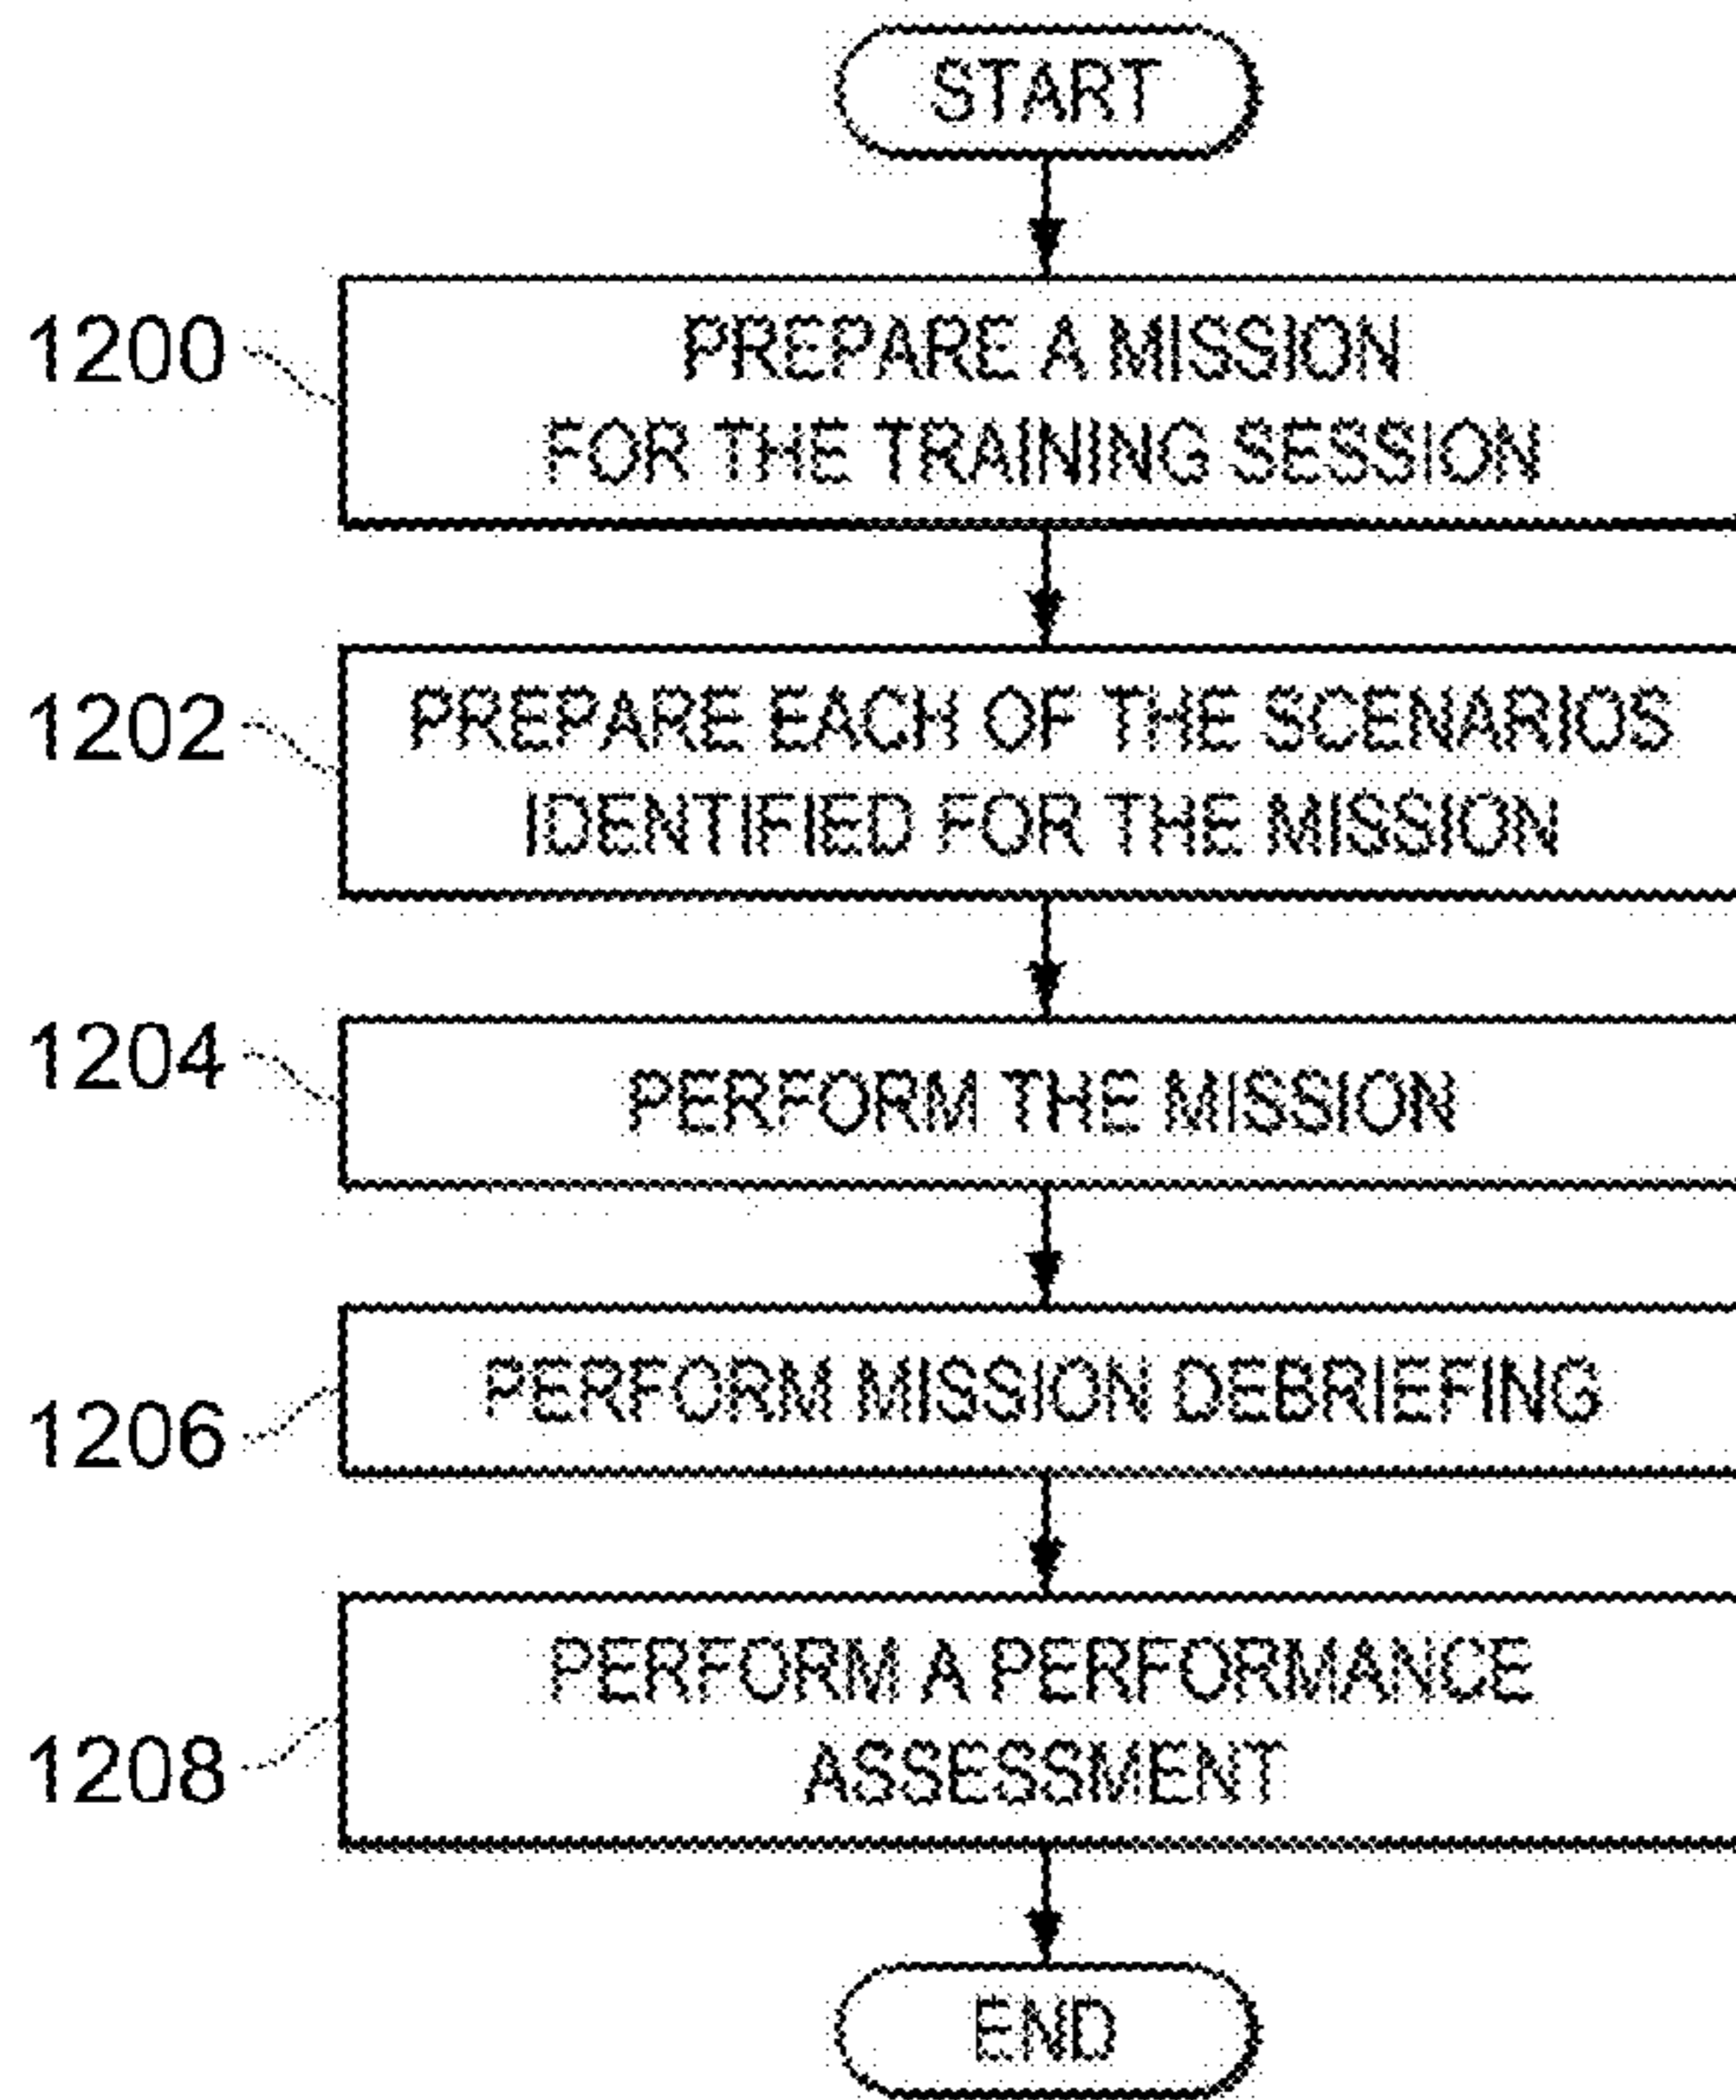 START
1200
PREPARE A MISSION
FOR THE TRAINING SESSION
1202
PREPARE EACH OF THE SCENARIOS
IDENTIFIED FOR THE MISSION
1204
PERFORM THE MISSION
1206
PERFORM MISSION DEBRIEFING
1208
PERFORM A PERFORMANCE
ASSESSMENT
END